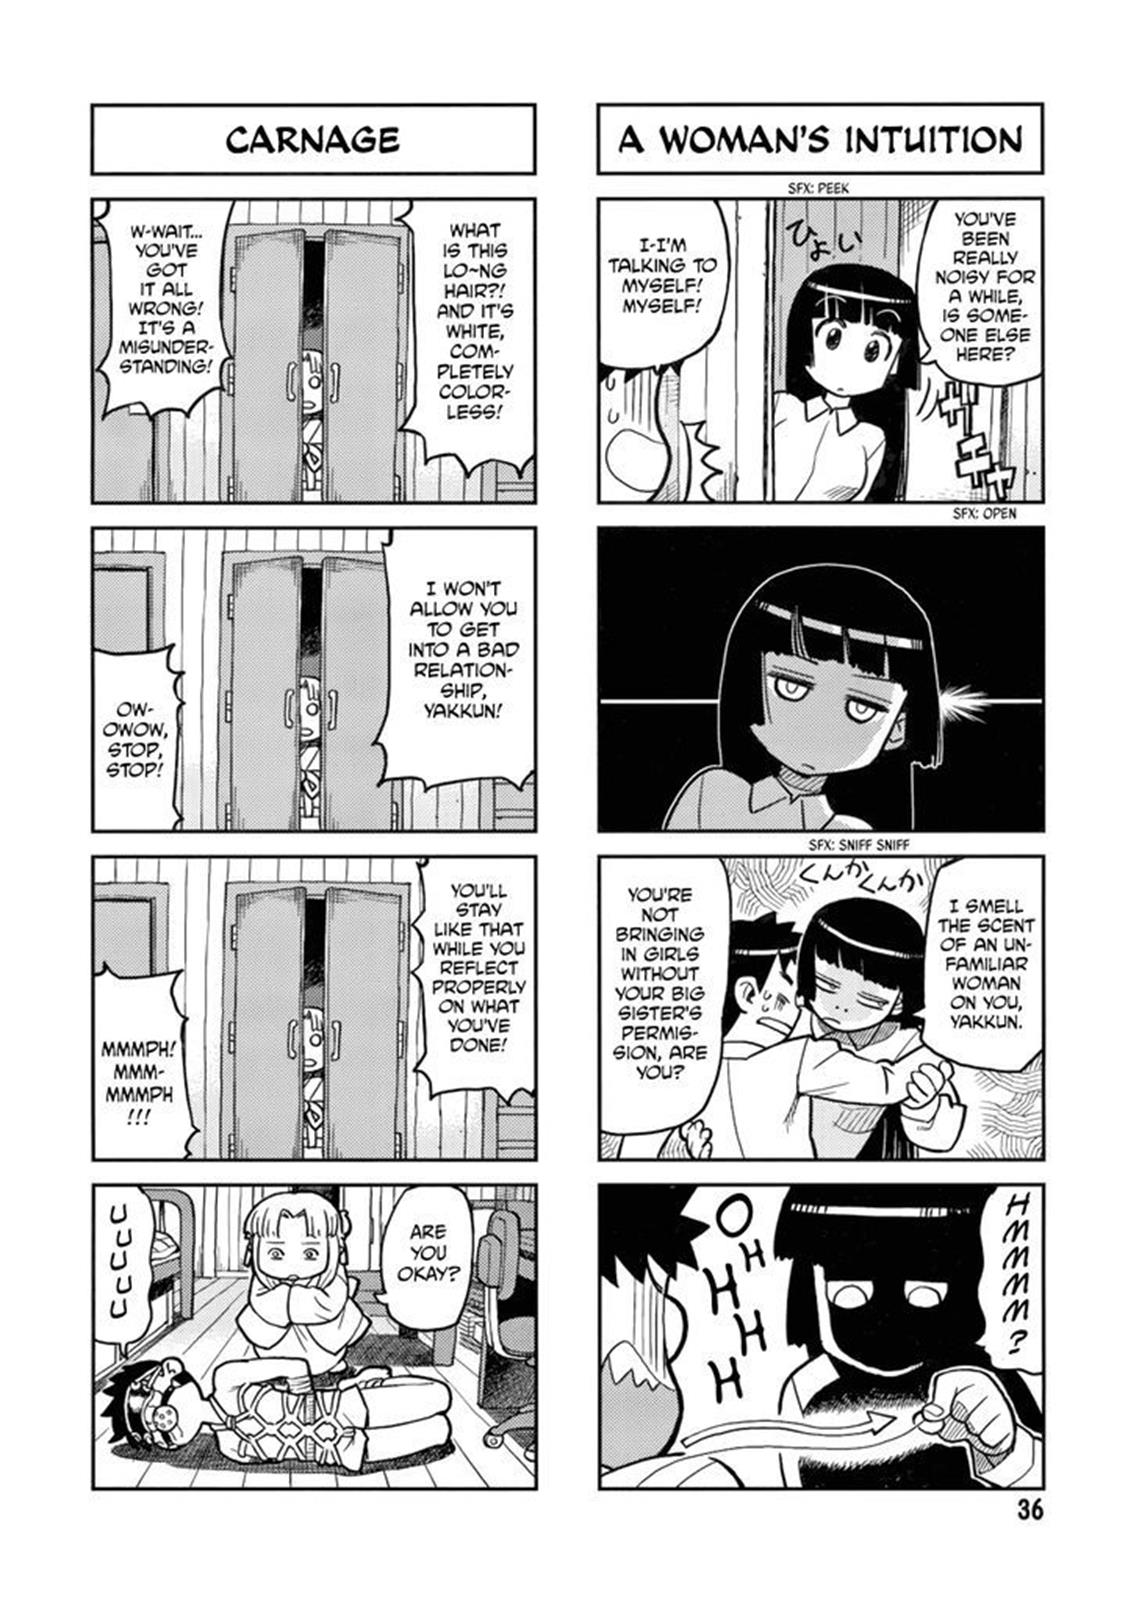 A WOMAN'S INTUITION
SFX: PEEK
YOU'VE
BEEN
REALLY
NOISY FOR
A WHILE,
IS SOME-
ONE ELSE
HERE?
ひょい
I-I'M
TALKING TO
MYSELF!
MYSELF!
SFX: OPEN
SFX: SNIFF SNIFF
くんか くんか
I SMELL
THE SCENT
OF AN UN-
FAMILIAR
WOMAN
ON YOU,
YAKKUN.
YOU'RE
NOT
BRINGING
IN GIRLS
WITHOUT
YOUR BIG
SISTER'S
PERMIS-
SION, ARE
YOU?
HMMMM?
OHHHHH
CARNAGE
WHAT
IS THIS
LO~NG
HAIR?!
AND IT'S
WHITE,
COM-
PLETELY
COLOR-
LESS!
W-WAIT...
YOU'VE
GOT
IT ALL
WRONG!
IT'S A
MISUNDER-
STANDING!
I WON'T
ALLOW YOU
TO GET
INTO A BAD
RELATION-
SHIP,
YAKKUN!
OW-
OWOW,
STOP,
STOP!
YOU'LL
STAY
LIKE THAT
WHILE YOU
REFLECT
PROPERLY
ON WHAT
YOU'VE
DONE!
MMMPH!
MMM-
MMMPH
!!!
ARE
YOU
OKAY?
UUUUU
36